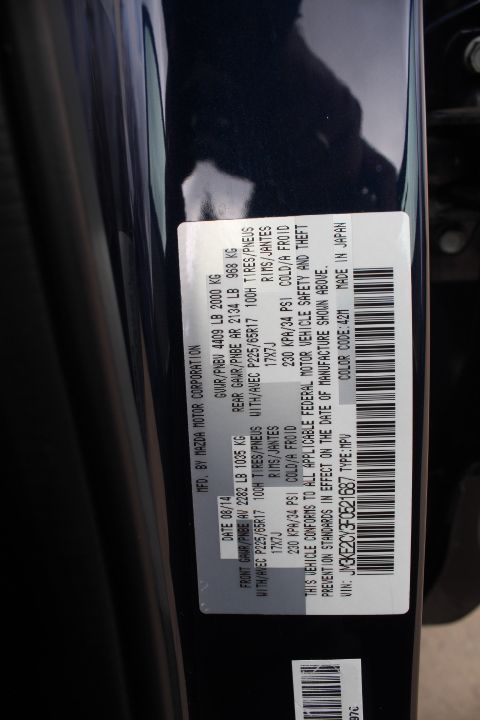 MFD. BY MAZDA MOTOR CORPORATION
DATE 08/14 GVWR/PNBV 4409 LB 2000 KG
FRONT GAWR/PNBE AV 2282 LB 1035 KG REAR GAWR/PNBE AR 2134 LB 968 KG
WITH/AVEC P225/65R17 100H TIRES/PNEUS WITH/AVEC P225/65R17 100H TIRES/PNEUS
17X7J RIMS/JANTES 17X7J RIMS/JANTES
230 KPA/34 PSI COLD/A FROID 230 KPA/34 PSI COLD/A FROID
THIS VEHICLE CONFORMS TO ALL APPLICABLE FEDERAL MOTOR VEHICLE SAFETY AND THEFT
PREVENTION STANDARDS IN EFFECT ON THE DATE OF MANUFACTURE SHOWN ABOVE.
VIN: JM3KE2CY3F0521687 TYPE:MPV COLOR CODE:42M MADE IN JAPAN